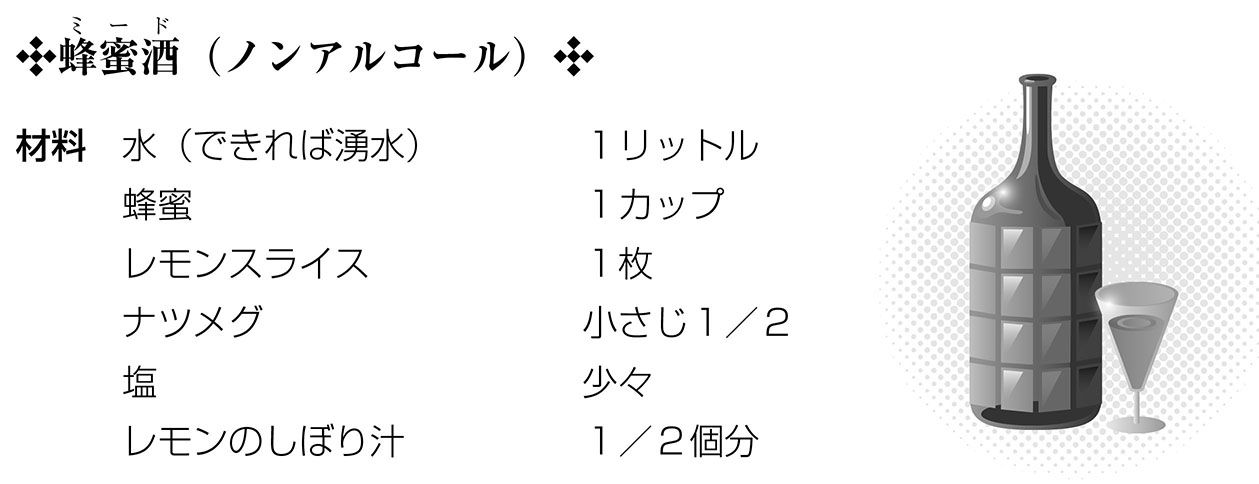 ミード
❖蜂蜜酒（ノンアルコール）❖
材料 水（できれば湧水） １リットル
蜂蜜 １カップ
レモンスライス １枚
ナツメグ 小さじ１／２
塩 少々
レモンのしぼり汁 １／２個分